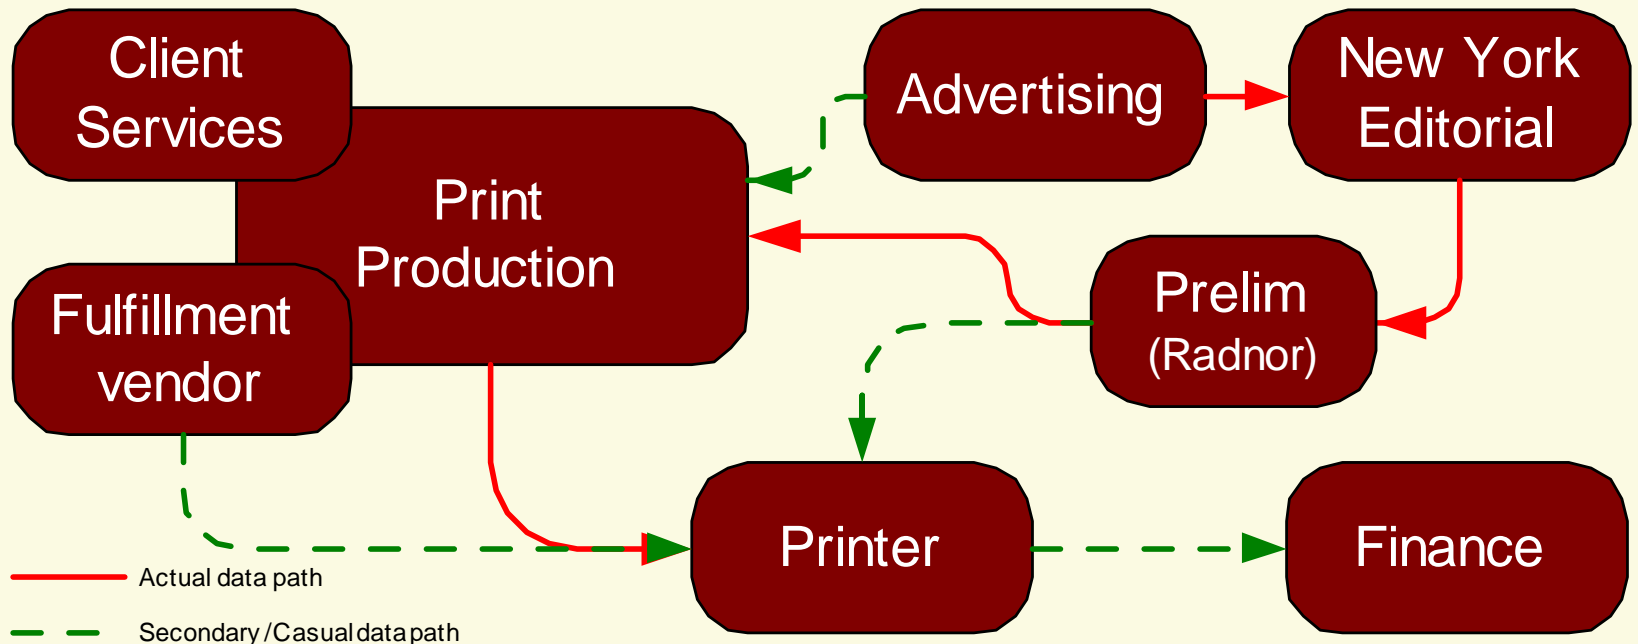 Client
Services
Advertising
New York
Editorial
Print
Production
Prelim
(Radnor)
Fulfillment
vendor
Printer
Finance
Actual data path
Secondary/Casual data path